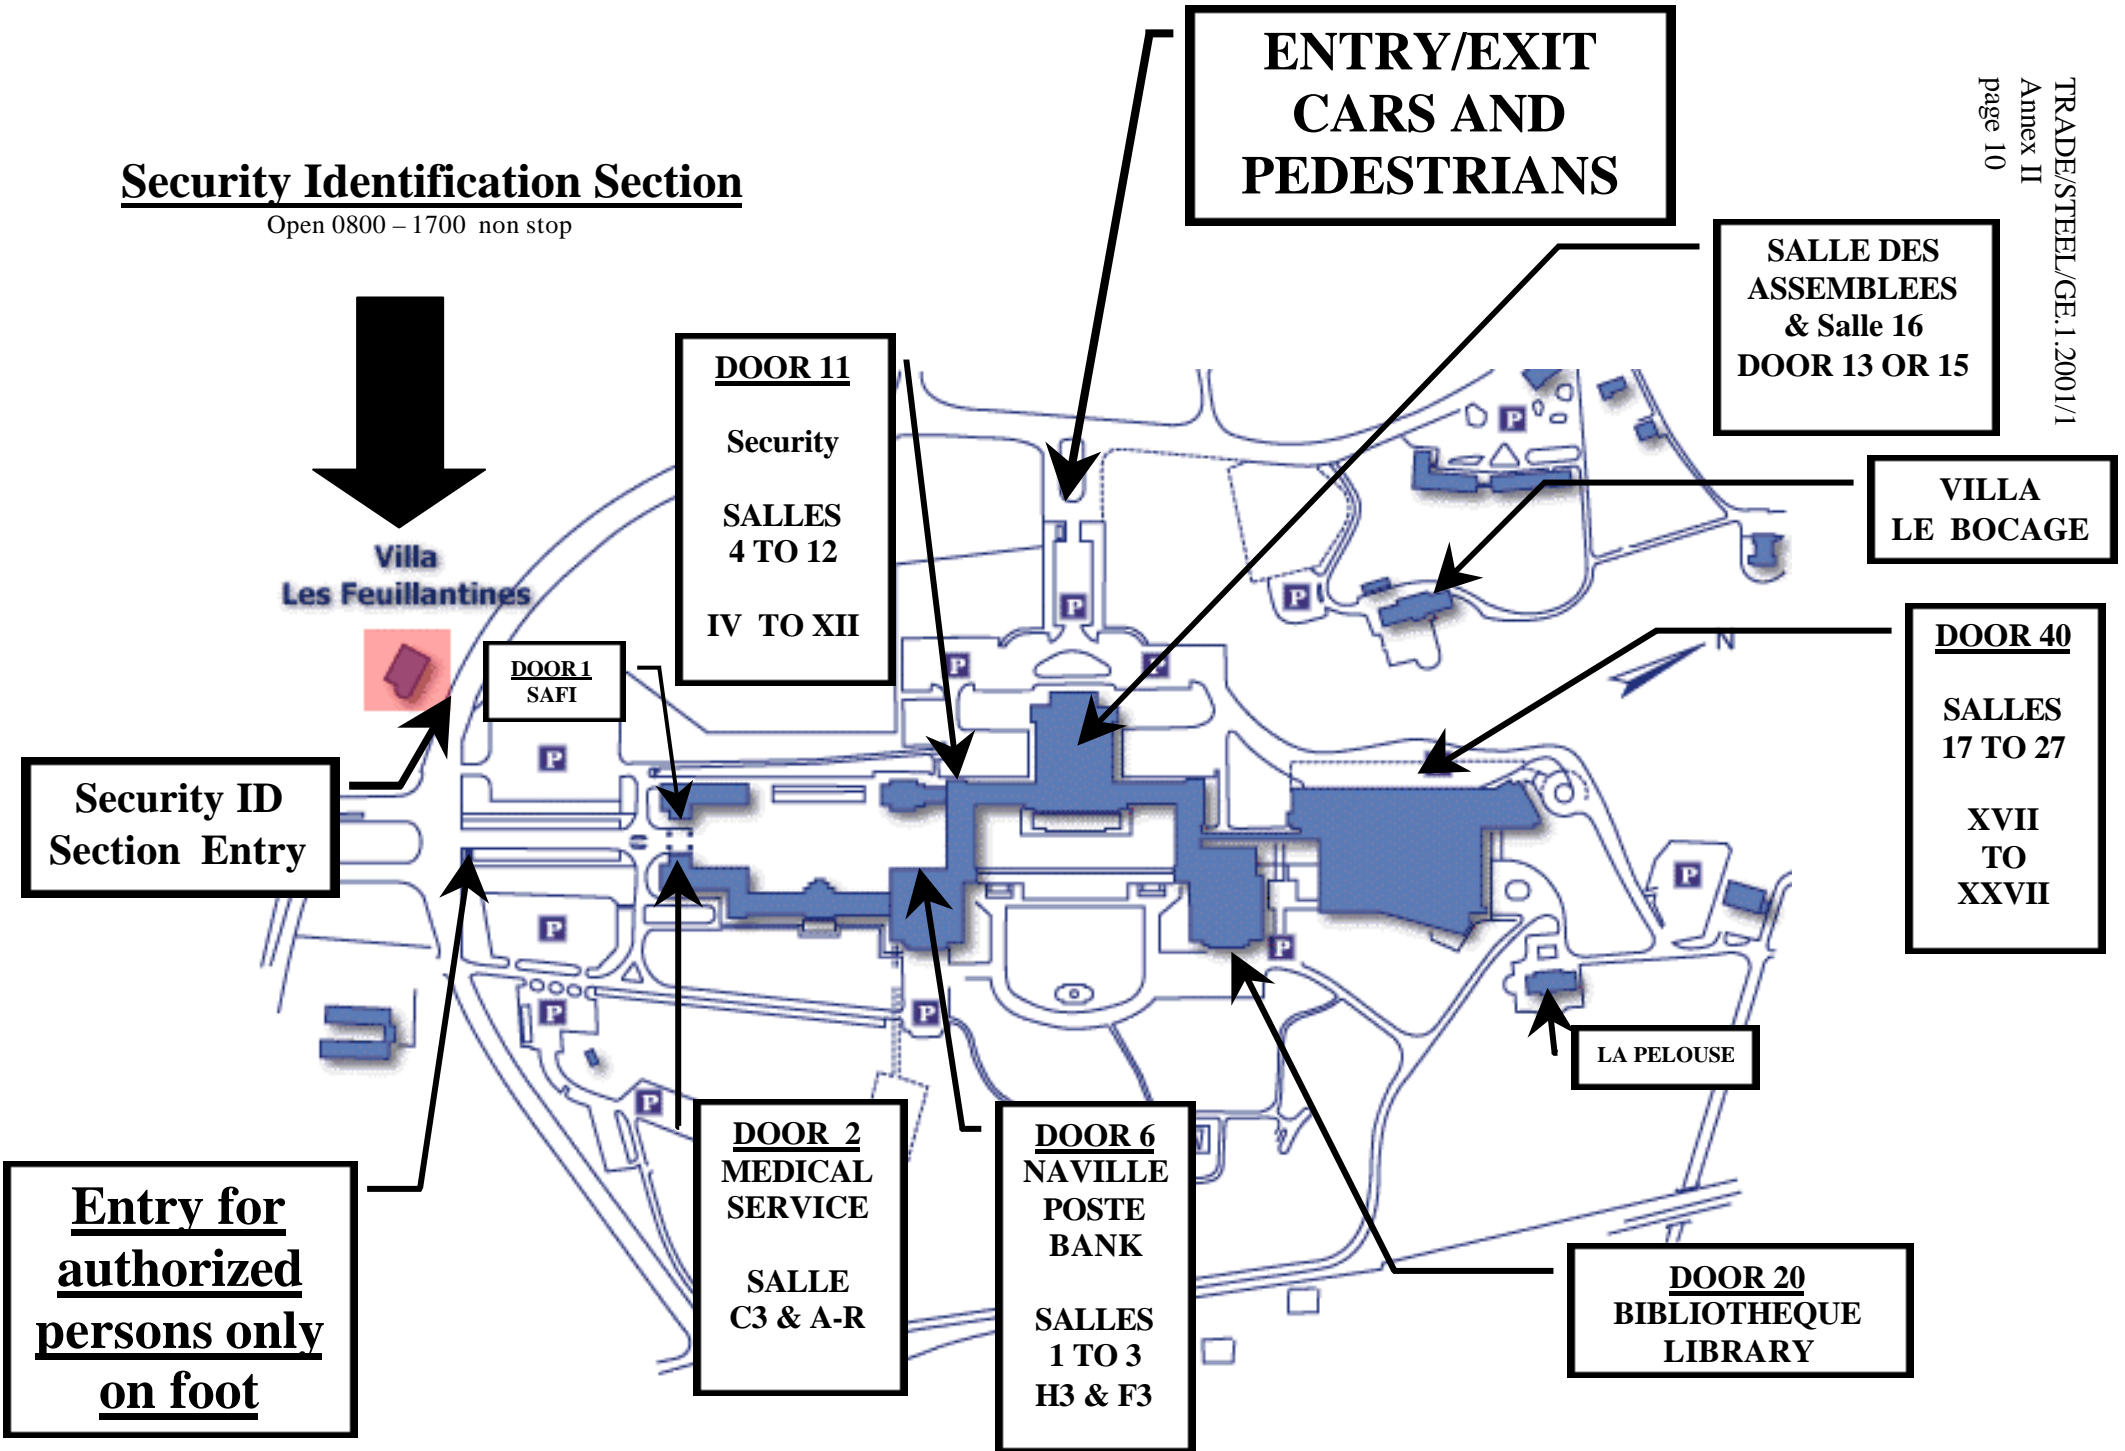 TRADE/STEEL/GE.1.2001/1
Annex II
page 10
ENTRY/EXIT
CARS AND
PEDESTRIANS
Security Identification Section
Open 0800 – 1700 non stop
SALLE DES
ASSEMBLEES
& Salle 16
DOOR 13 OR 15
DOOR 11
Security
SALLES
4 TO 12
IV TO XII
VILLA
LE BOCAGE
Villa
Les Feuillantines
DOOR 1
SAFI
DOOR 40
SALLES
17 TO 27
XVII
TO
XXVII
N
Security ID
Section Entry
P
P
P
P
P
P
P
P
P
P
P
P
LA PELOUSE
Entry for
authorized
persons only
on foot
DOOR 2
MEDICAL
SERVICE
SALLE
C3 & A-R
DOOR 6
NAVILLE
POSTE
BANK
SALLES
1 TO 3
H3 & F3
DOOR 20
BIBLIOTHEQUE
LIBRARY